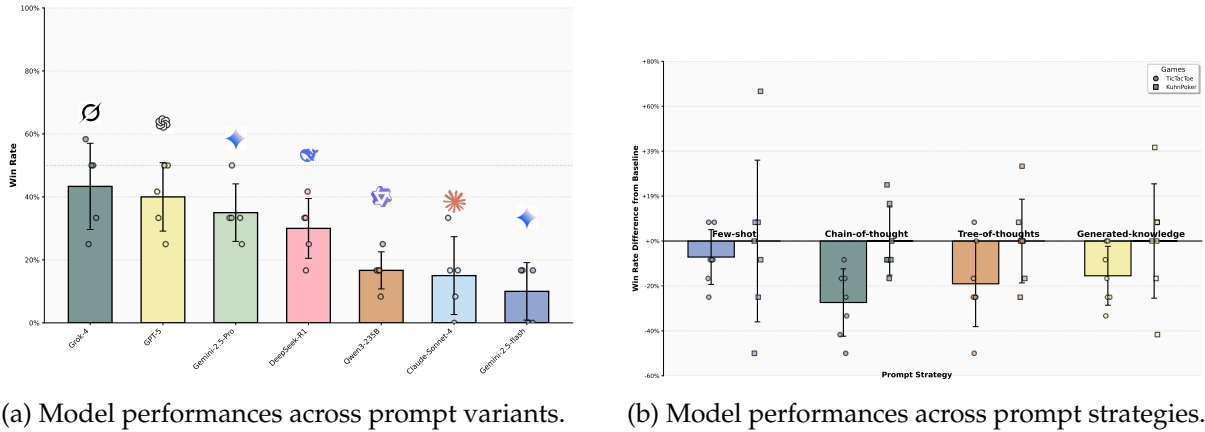 100%
80%
60%
40%
20%
0%
Win Rate
Grok-4
GPT-5
Gemini-2.5-Pro
DeepSeek-R1
Qwen3-235B
Claude-Sonnet-4
Gemini-2.5-flash
(a) Model performances across prompt variants.
+80%
+60%
+39%
+19%
+0%
-20%
-40%
-60%
Win Rate Difference from Baseline
Games
TicTacToe
KuhnPoker
Few-shot
Chain-of-thought
Tree-of-thoughts
Generated-knowledge
Prompt Strategy
(b) Model performances across prompt strategies.